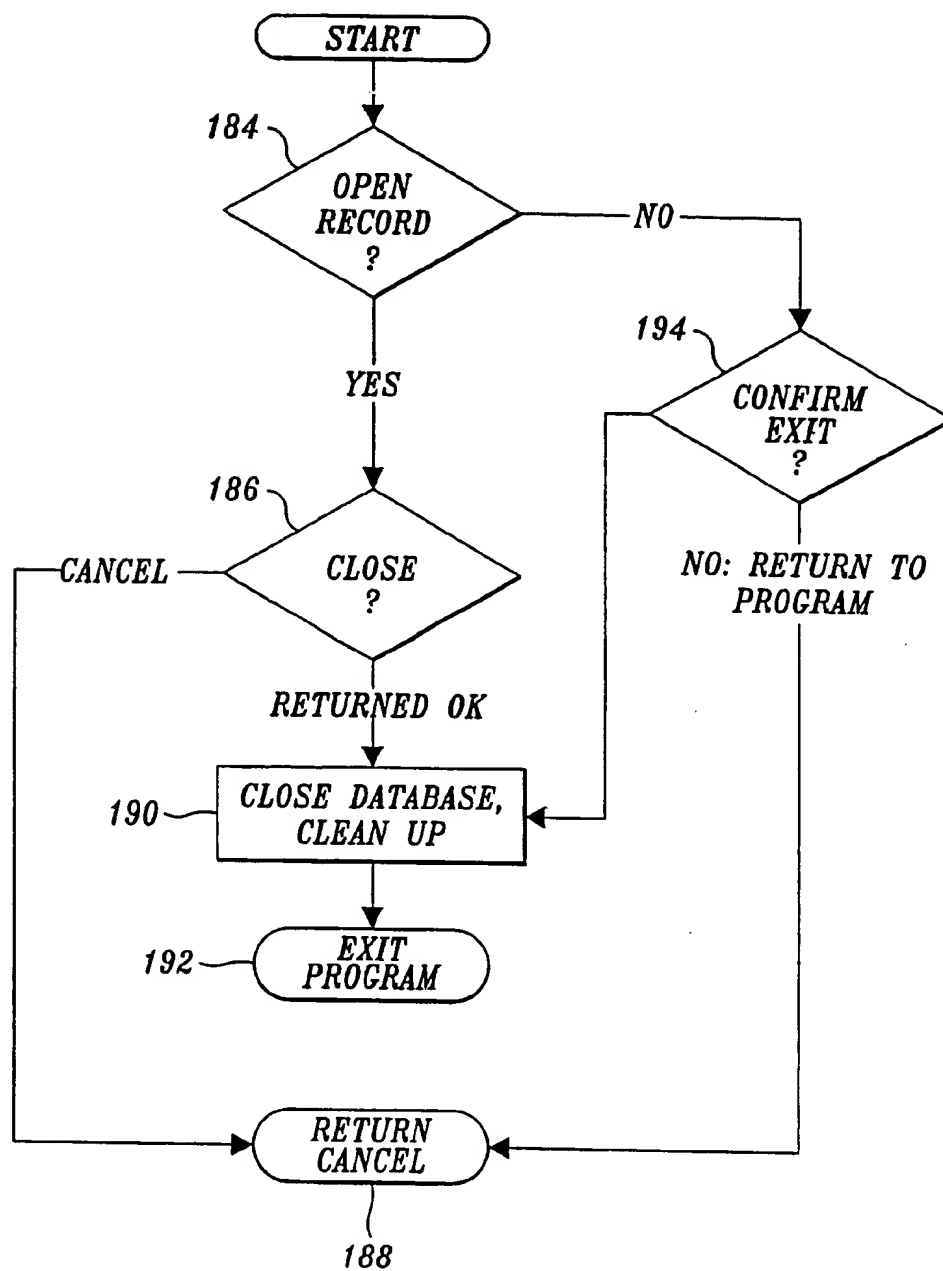 START
184
OPEN
RECORD
?
NO
194
CONFIRM
EXIT
?
YES
186
CLOSE
?
CANCEL
NO: RETURN TO
PROGRAM
RETURNED OK
190
CLOSE DATABASE,
CLEAN UP
192
EXIT
PROGRAM
RETURN
CANCEL
188